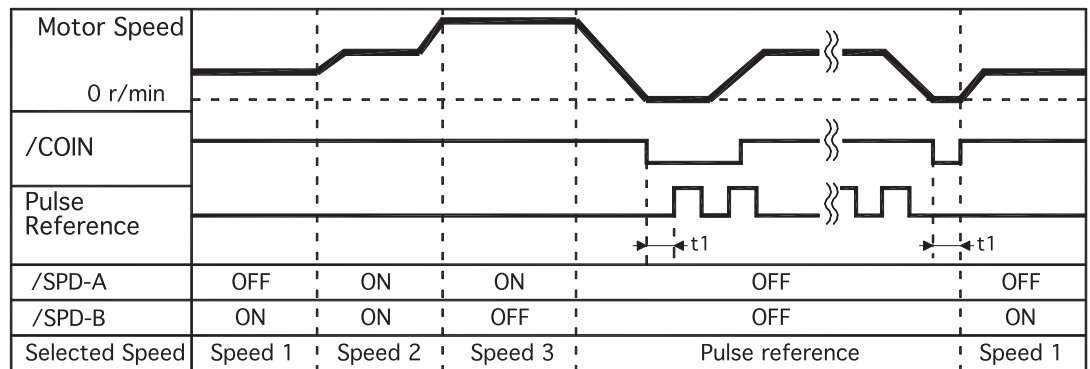 Motor Speed
0 r/min
/COIN
Pulse
Reference
t1 t1
/SPD-A OFF ON ON OFF OFF
/SPD-B ON ON OFF OFF ON
Selected Speed Speed 1 Speed 2 Speed 3 Pulse reference Speed 1